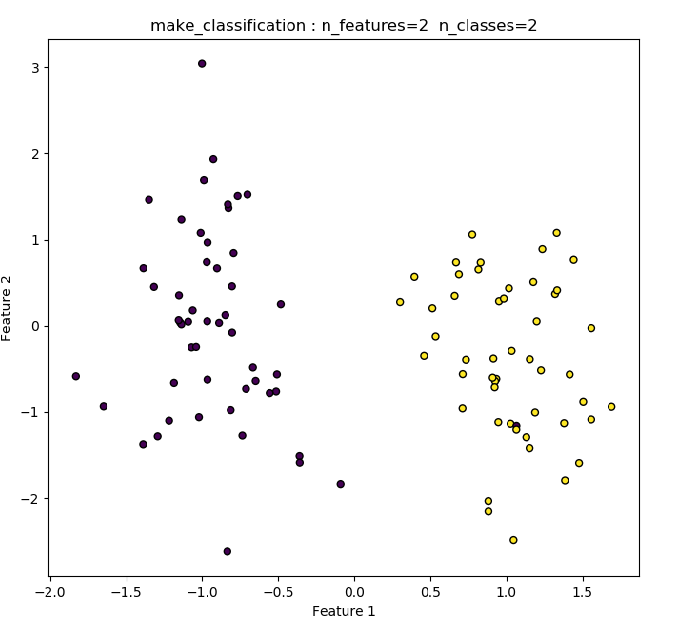 make_classification : n_features=2  n_classes=2
3
2
1
0
−1
−2
Feature 2
−2.0 −1.5 −1.0 −0.5 0.0 0.5 1.0 1.5
Feature 1